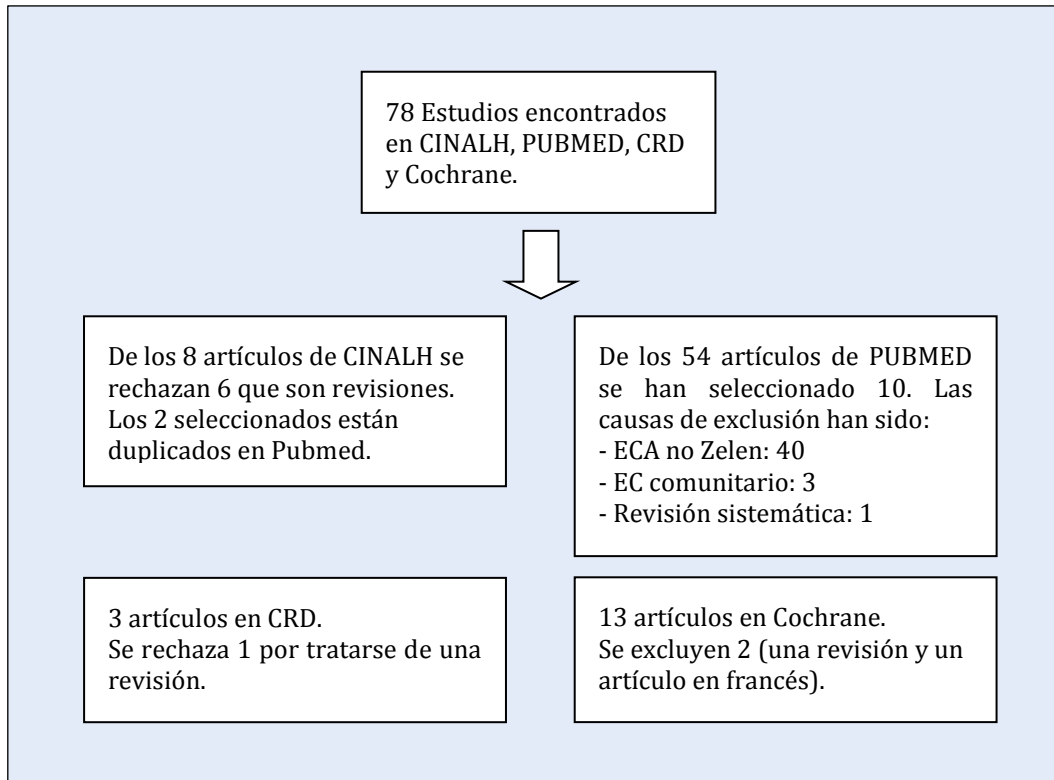 78 Estudios encontrados
en CINALH, PUBMED, CRD
y Cochrane.
De los 8 artículos de CINALH se
rechazan 6 que son revisiones.
Los 2 seleccionados están
duplicados en Pubmed.
De los 54 artículos de PUBMED
se han seleccionado 10. Las
causas de exclusión han sido:
- ECA no Zelen: 40
- EC comunitario: 3
- Revisión sistemática: 1
3 artículos en CRD.
Se rechaza 1 por tratarse de una
revisión.
13 artículos en Cochrane.
Se excluyen 2 (una revisión y un
artículo en francés).